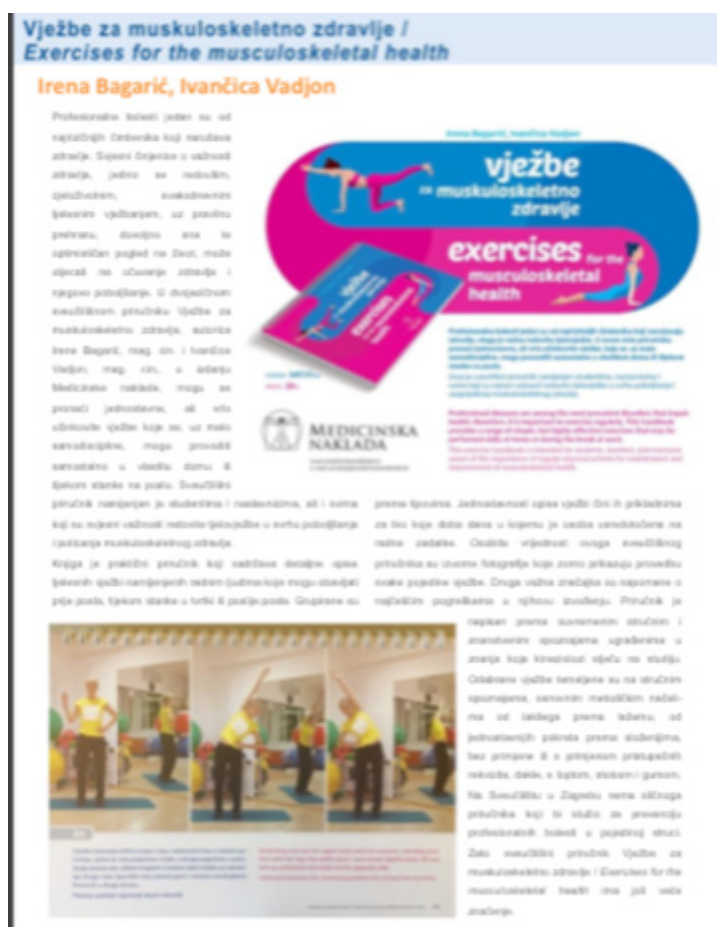 Vježbe za muskuloskeletno zdravlje /
Exercises for the musculoskeletal health
Irena Bagarić, Ivančica Vadjon
Profesionalne bolesti jedan su od
najrizičnijih čimbenika koji narušava
zdravlje. Svjesni činjenice o važnosti
zdravlja, jedino se redovitim,
cjeloživotnim, svakodnevnim
tjelesnim vježbanjem, uz pravilnu
prehranu, dovoljno sna te
optimističan pogled na život, može
utjecati na očuvanje zdravlja i
njegovo poboljšanje. U dvojezičnom
sveučilišnom priručniku Vježbe za
muskuloskeletno zdravlje, autorica
Irene Bagarić, mag. cin. i Ivančice
Vadjon, mag. cin., u izdanju
Medicinske naklade, mogu se
pronaći jednostavne, ali vrlo
učinkovite vježbe koje se, uz malo
samodiscipline, mogu provoditi
samostalno u vlastitu domu ili
tijekom stanke na poslu. Sveučilišni
priručnik namijenjen je studentima i nastavnicima, ali i svima
koji su svjesni važnosti redovite tjelovježbe u svrhu poboljšanja
i poticanja muskuloskeletnog zdravlja.
Knjiga je praktični priručnik koji sadržava detaljne opise
tjelesnih vježbi namijenjenih radnim ljudima koje mogu obavljati
prije posla, tijekom stanke u tvrtki ili poslije posla. Grupirane su
Irena Bagarić, Ivančica Vadjon
vježbe
za muskuloskeletno
zdravlje
exercises for the
musculoskeletal
health
vježbe
exercises
MEDICINSKA
NAKLADA
prema tipovima. Jednostavnost opisa vježbi čini ih prikladnima
za bilo koje doba dana u kojemu je osoba usredotočena na
radne zadatke. Osobita vrijednost ovoga sveučilišnog
priručnika su izvorne fotografije koje zorno prikazuju provedbu
svake pojedine vježbe. Druga važna značajka su napomene o
najčešćim pogreškama u njihovu izvođenju. Priručnik je
napisan prema suvremenim stručnim i
znanstvenim spoznajama ugrađenima u
znanja koja kineziolozi stječu na studiju.
Odabrane vježbe temeljene su na stručnim
spoznajama, osnovnim metodičkim načeli-
ma od lakšega prema težemu, od
jednostavnijih pokreta prema složenijima,
bez primjene ili s primjenom pristupačnih
rekvizita, dakle, s loptom, stolcem i gumom.
Na Sveučilištu u Zagrebu nema sličnoga
priručnika koji bi služio za prevenciju
profesionalnih bolesti u pojedinoj struci.
Zato sveučilišni priručnik Vježbe za
muskuloskeletno zdravlje / Exercises for the
musculoskeletal health ima još veće
značenje.